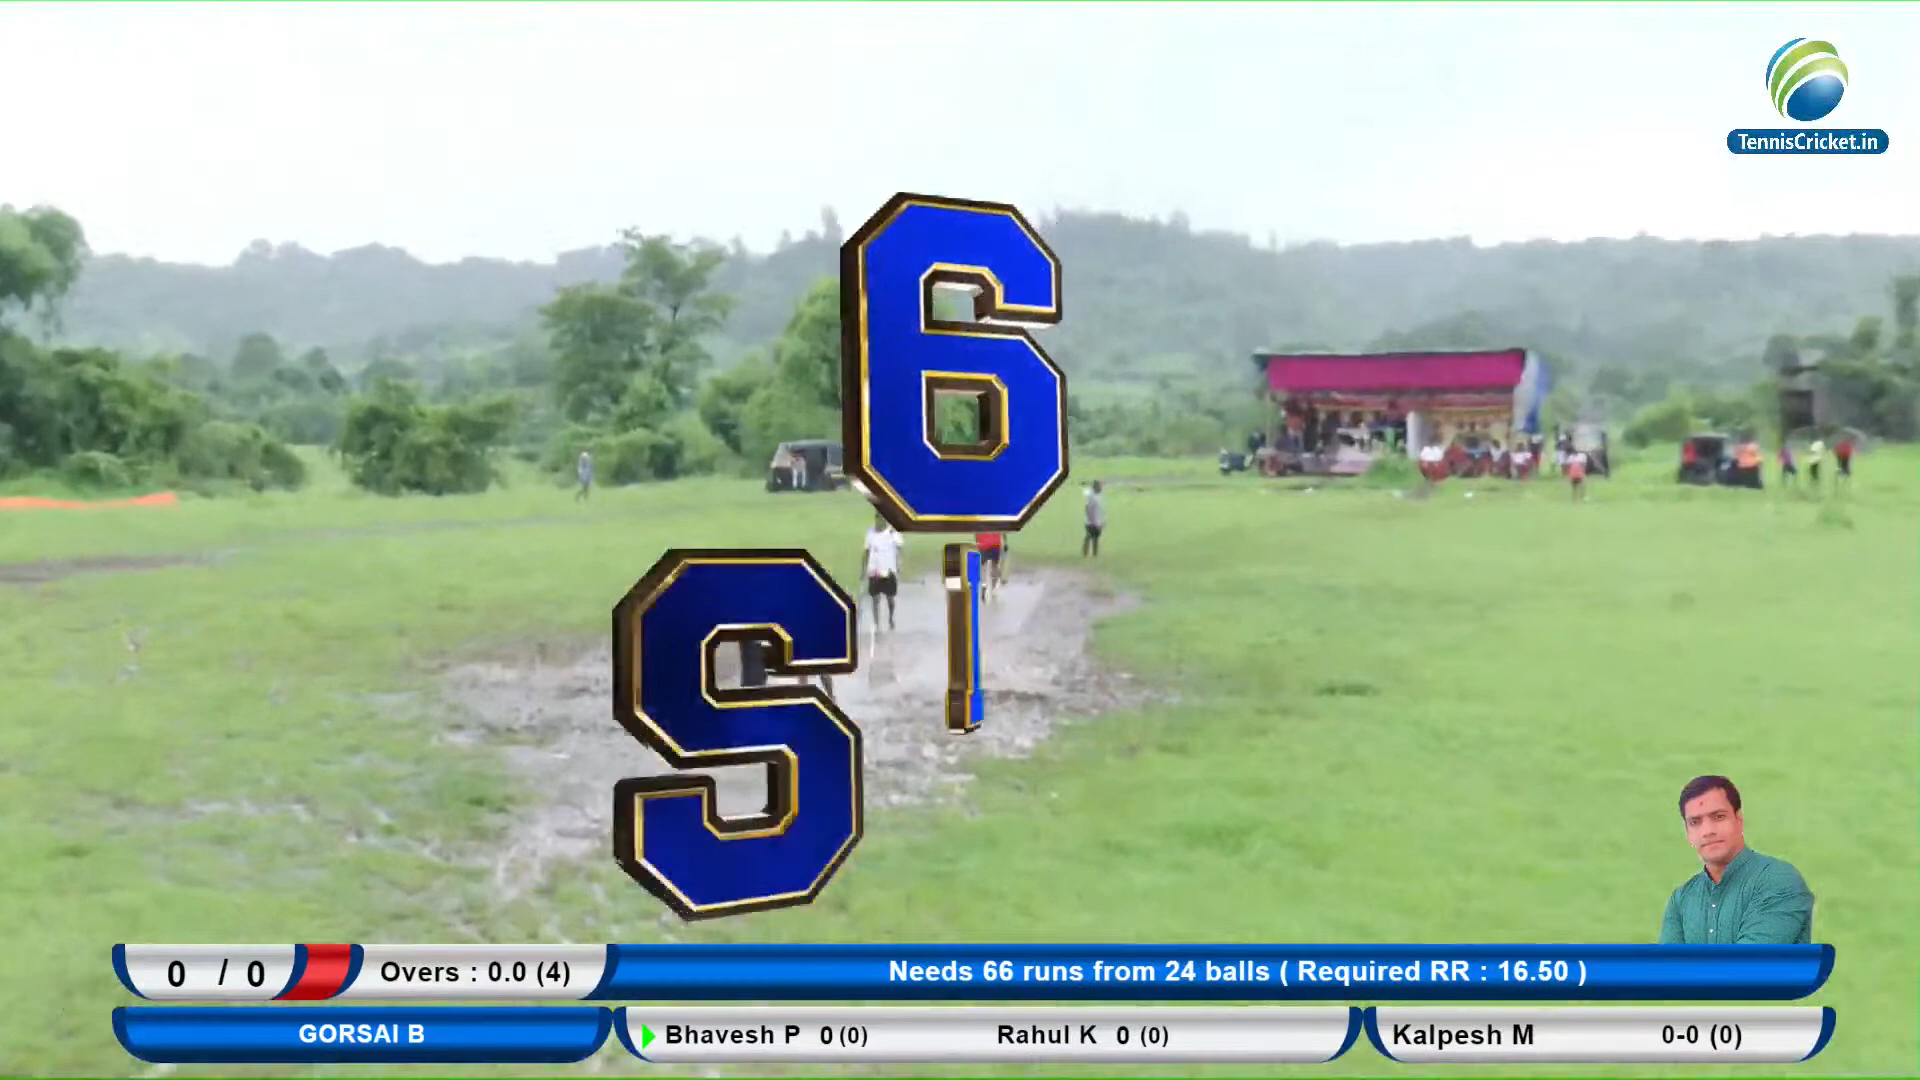 TennisCricket.in
6
SI
0 / 0 Overs : 0.0 (4) Needs 66 runs from 24 balls ( Required RR : 16.50 )
GORSAI B Bhavesh P 0 (0) Rahul K 0 (0) Kalpesh M 0-0 (0)